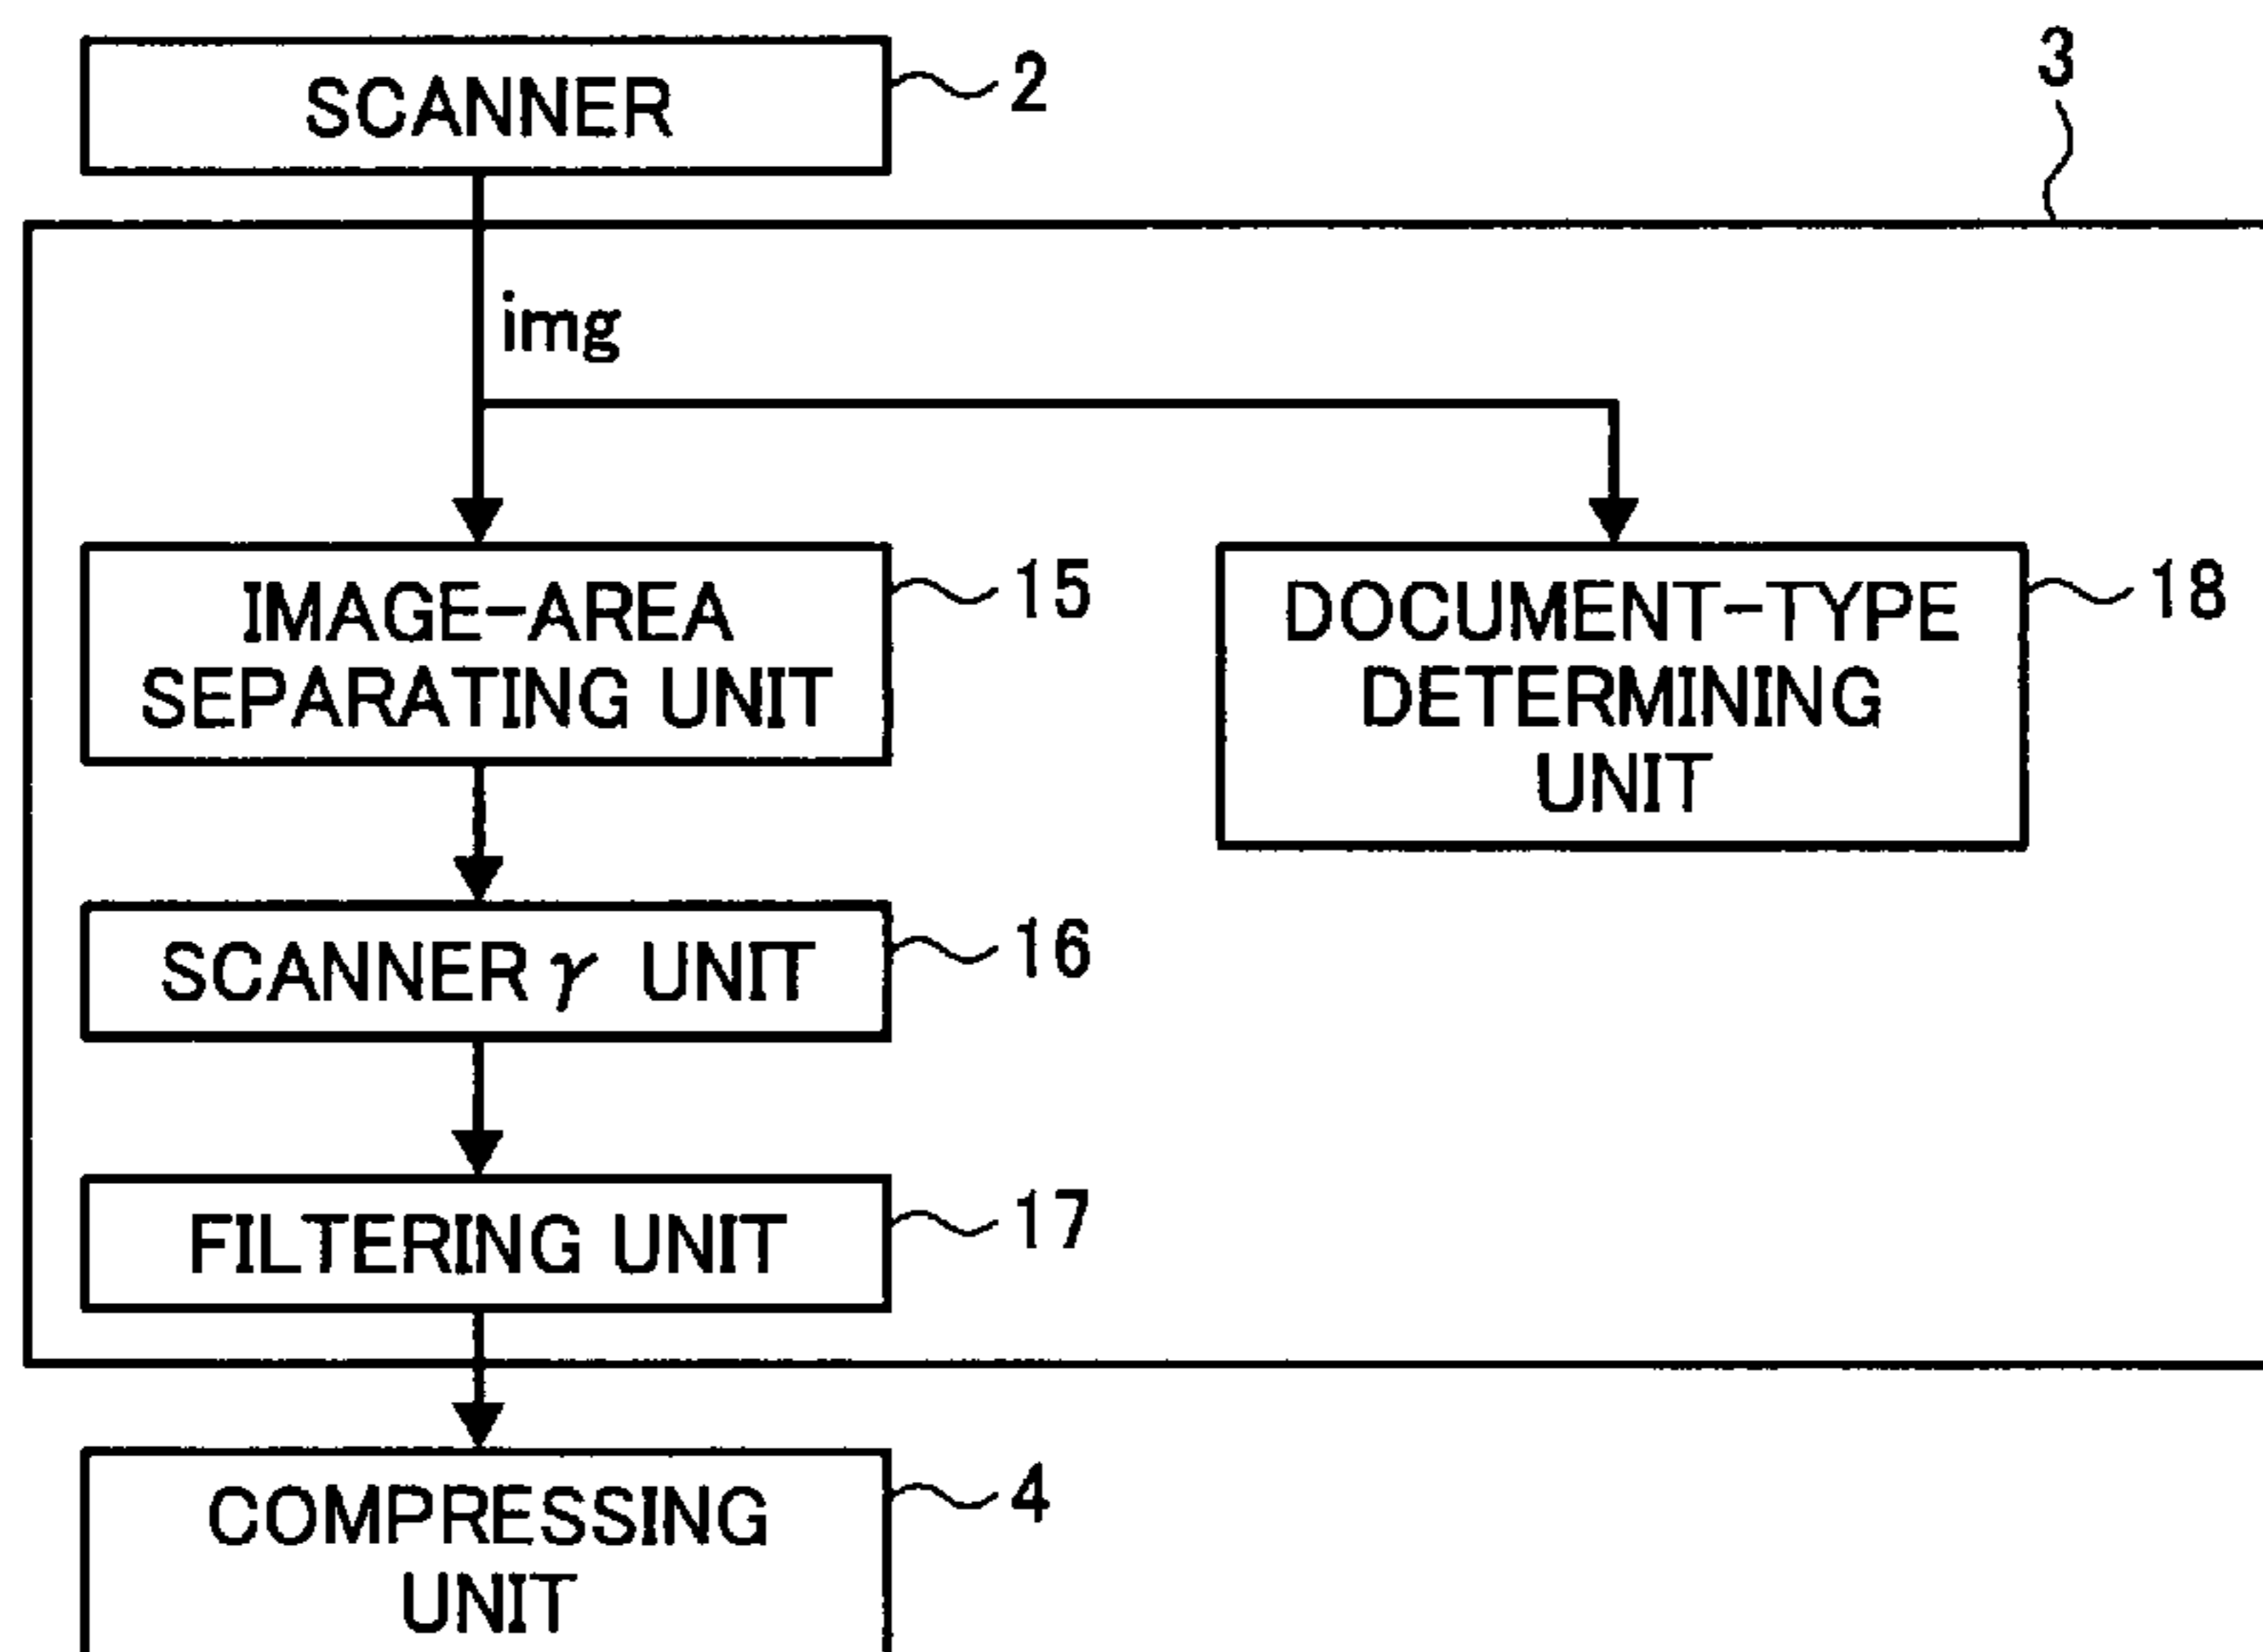 SCANNER
2
3
img
IMAGE-AREA
SEPARATING UNIT
15
DOCUMENT-TYPE
DETERMINING
UNIT
18
SCANNER γ UNIT
16
FILTERING UNIT
17
COMPRESSING
UNIT
4